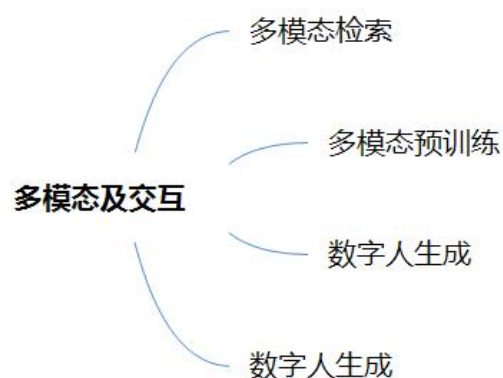 多模态检索
多模态预训练
多模态及交互
数字人生成
数字人生成